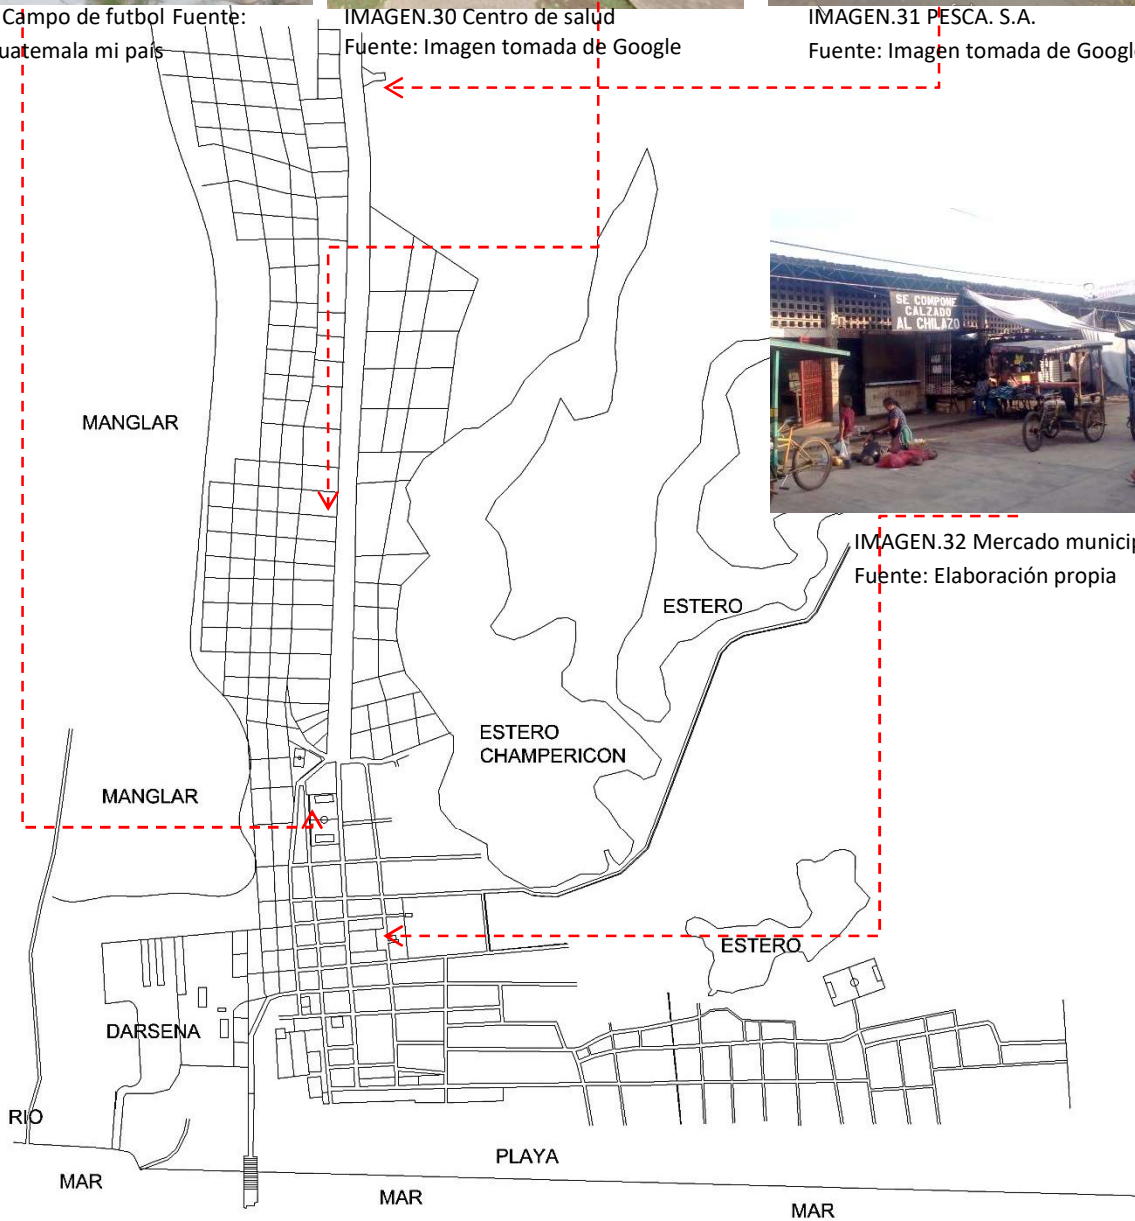 Campo de futbol Fuente:
uatemala mi país
IMAGEN.30 Centro de salud
Fuente: Imagen tomada de Google
IMAGEN.31 PESCA. S.A.
Fuente: Imagen tomada de Google
SE COMPONE
CALZADO
AL CHILAZO
MANGLAR
IMAGEN.32 Mercado municip
Fuente: Elaboración propia
ESTERO
ESTERO
CHAMPERICON
MANGLAR
ESTERO
DARSENA
RIO
PLAYA
MAR
MAR
MAR